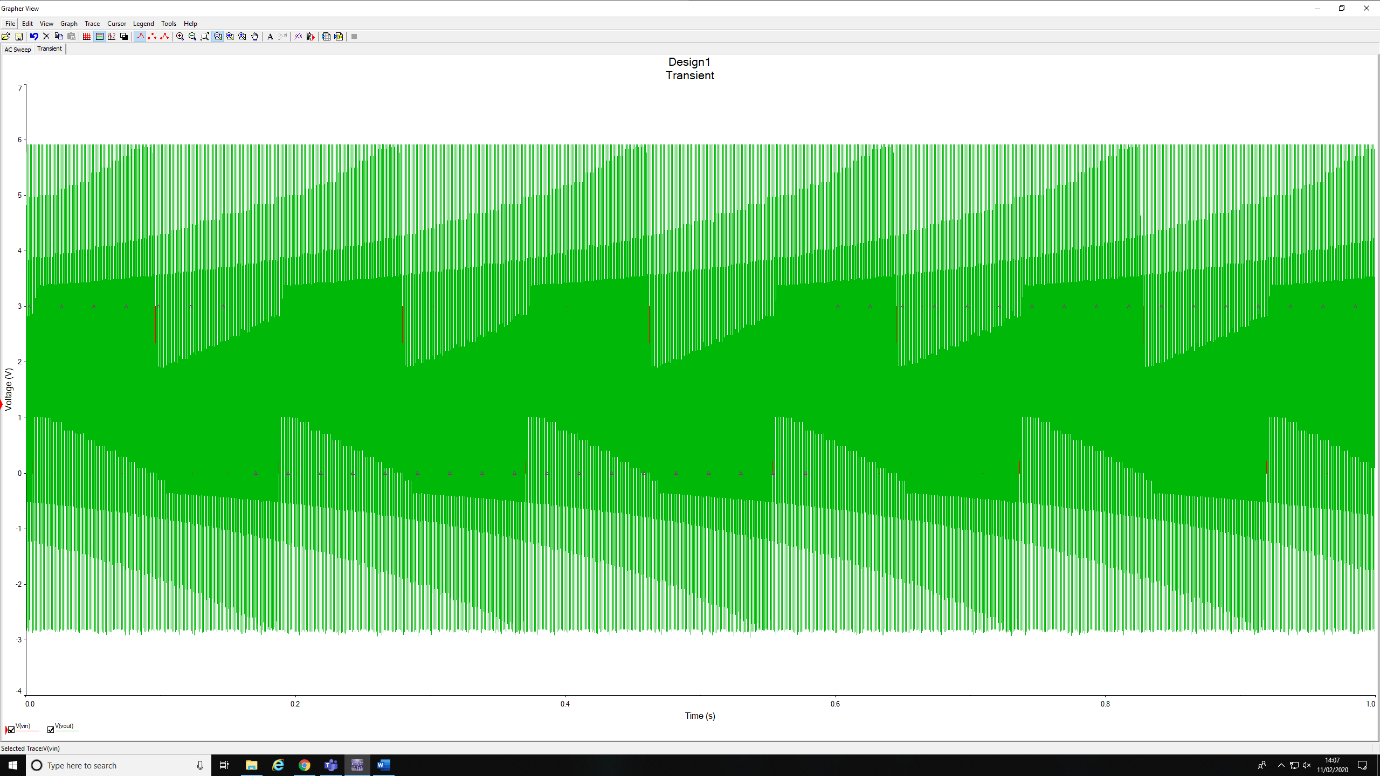 Grapher View
File Edit View Graph Trace Cursor Legend Tools Help
AC Sweep Transient
Design1
Transient
7
6
5
4
3
2
1
0
-1
-2
-3
-4
Voltage (V)
0.0 0.2 0.4 0.6 0.8 1.0
Time (s)
V(vin) V(vout)
Selected Trace:V(vin)
Type here to search
14:07
11/02/2020